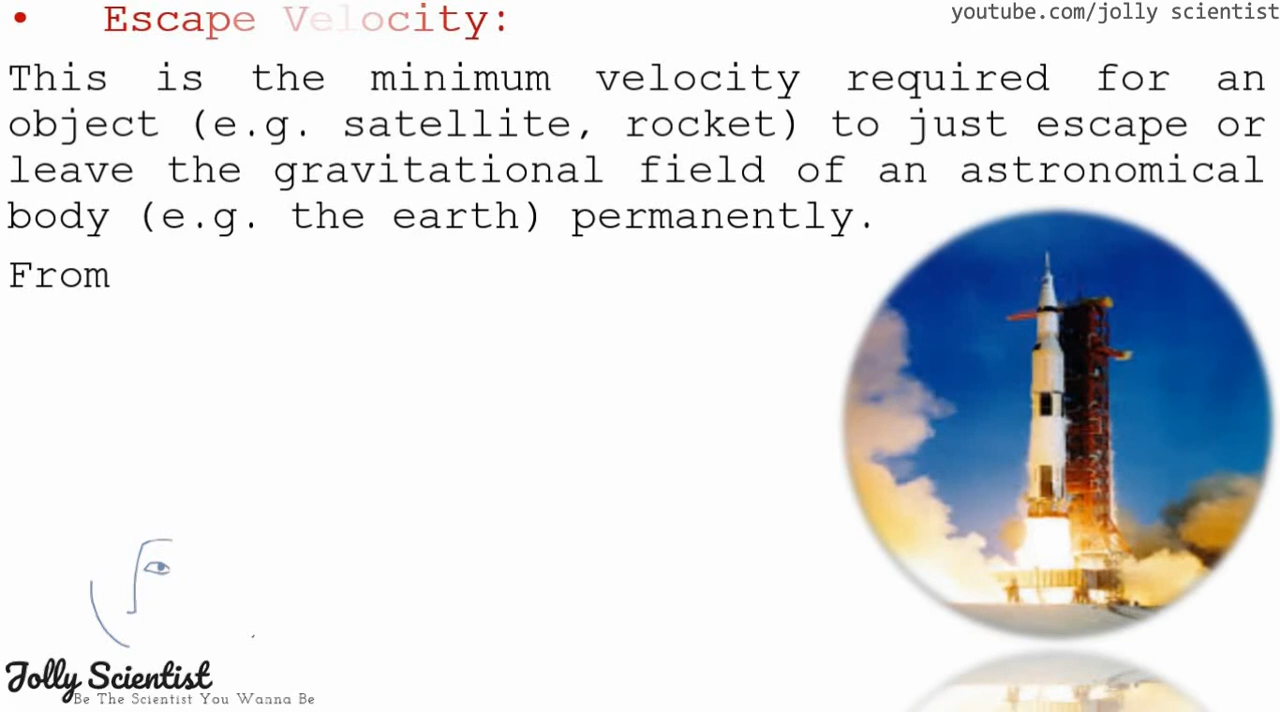 youtube.com/jolly scientist
• Escape Velocity:
This is the minimum velocity required for an
object (e.g. satellite, rocket) to just escape or
leave the gravitational field of an astronomical
body (e.g. the earth) permanently.
From
Jolly Scientist
Be The Scientist You Wanna Be